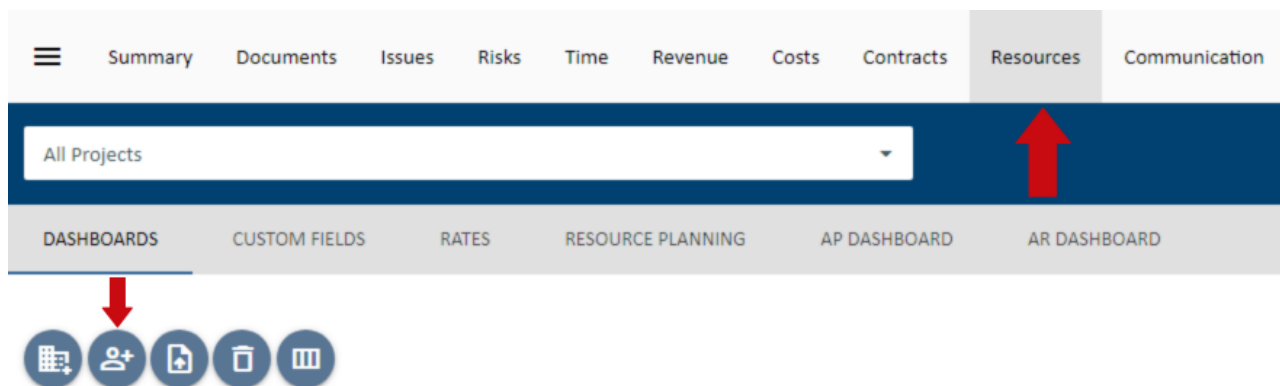 Summary Documents Issues Risks Time Revenue Costs Contracts Resources Communication
All Projects
DASHBOARDS CUSTOM FIELDS RATES RESOURCE PLANNING AP DASHBOARD AR DASHBOARD